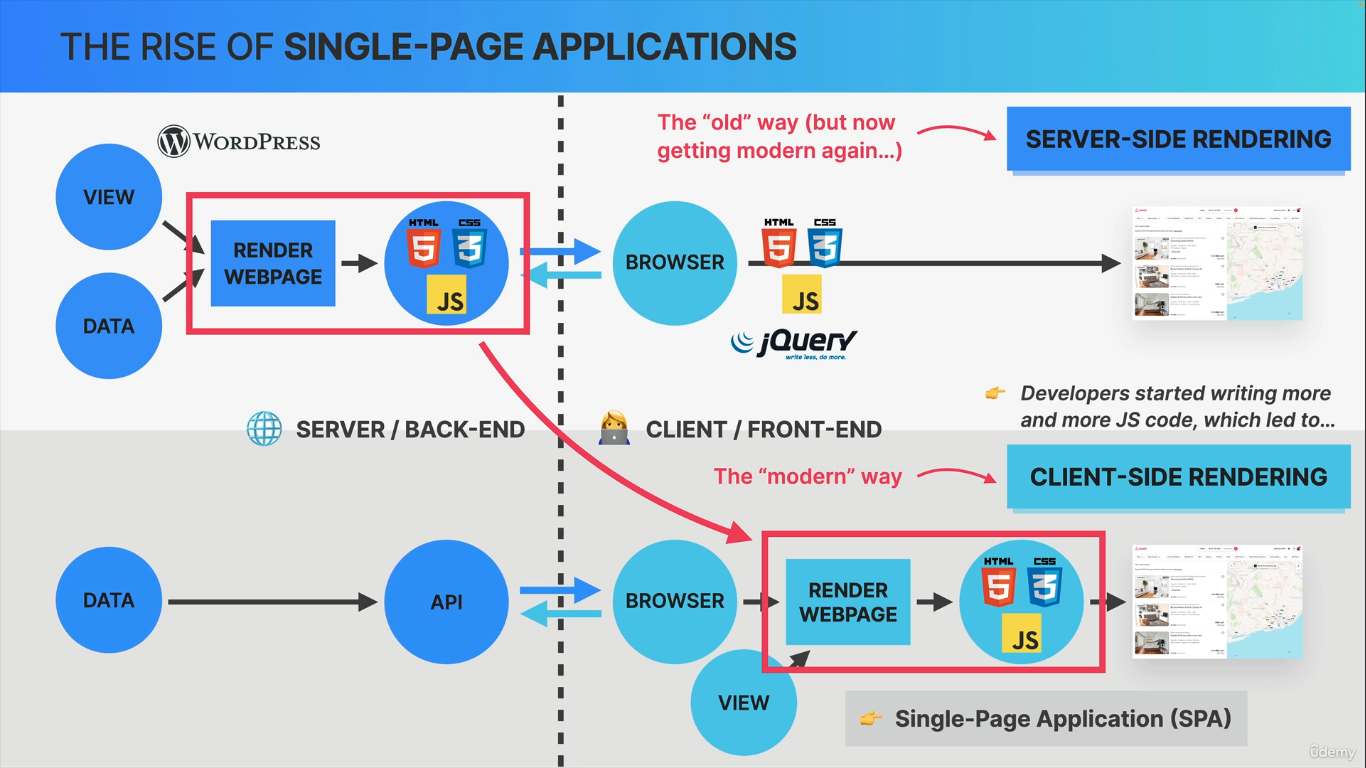 THE RISE OF SINGLE-PAGE APPLICATIONS
WORDPRESS
VIEW
DATA
RENDER
WEBPAGE
HTML
5
CSS
3
JS
BROWSER
HTML
5
CSS
3
JS
jQuery
write less, do more.
The “old” way (but now
getting modern again...)
SERVER-SIDE RENDERING
👉 Developers started writing more
and more JS code, which led to...
SERVER / BACK-END
CLIENT / FRONT-END
The “modern” way
CLIENT-SIDE RENDERING
DATA
API
BROWSER
VIEW
RENDER
WEBPAGE
HTML
5
CSS
3
JS
👉 Single-Page Application (SPA)
ûdemy